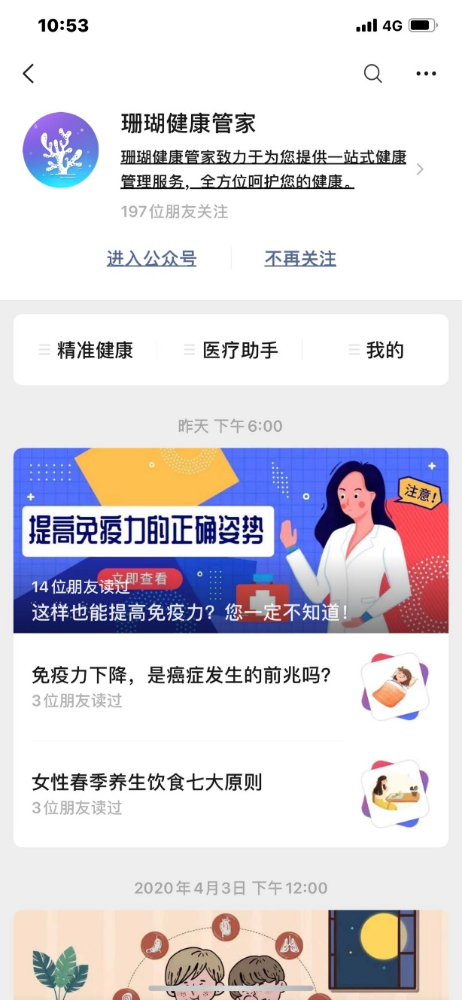 10:53
4G
珊瑚健康管家
珊瑚健康管家致力于为您提供一站式健康
管理服务，全方位呵护您的健康。
197位朋友关注
进入公众号
不再关注
精准健康
医疗助手
我的
昨天 下午6:00
注意！
提高免疫力的正确姿势
立即查看
14位朋友读过
这样也能提高免疫力？您一定不知道！
免疫力下降，是癌症发生的前兆吗？
3位朋友读过
女性春季养生饮食七大原则
3位朋友读过
2020年4月3日 下午12:00